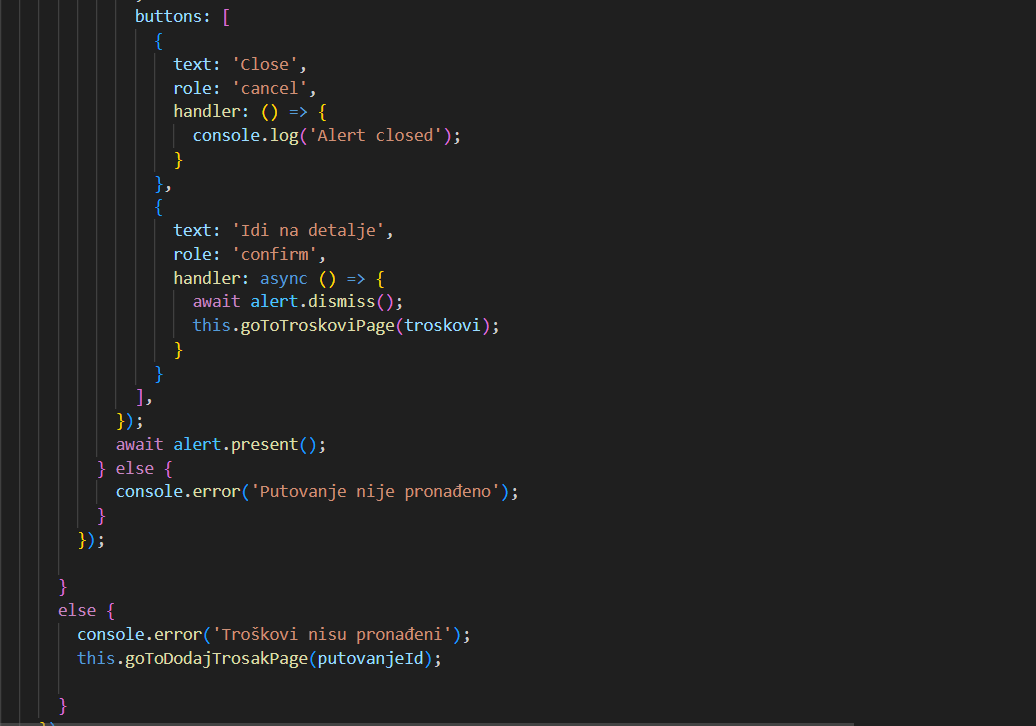 buttons: [
{
text: 'Close',
role: 'cancel',
handler: () => {
console.log('Alert closed');
}
},
{
text: 'Idi na detalje',
role: 'confirm',
handler: async () => {
await alert.dismiss();
this.goToTroskoviPage(troskovi);
}
}
],
});
await alert.present();
} else {
console.error('Putovanje nije pronađeno');
}
});
}
else {
console.error('Troškovi nisu pronađeni');
this.goToDodajTrosakPage(putovanjeId);
}